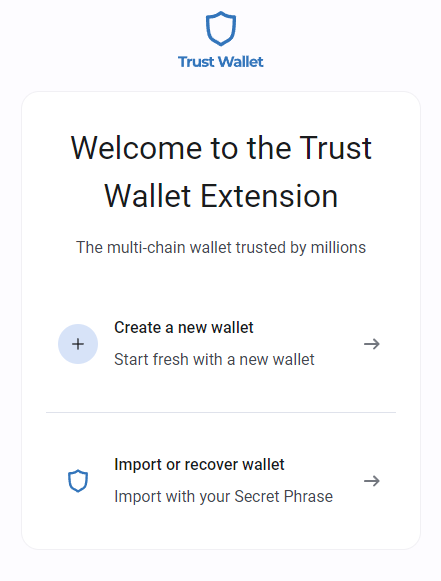 Trust Wallet
Welcome to the Trust
Wallet Extension
The multi-chain wallet trusted by millions
Create a new wallet
Start fresh with a new wallet
Import or recover wallet
Import with your Secret Phrase